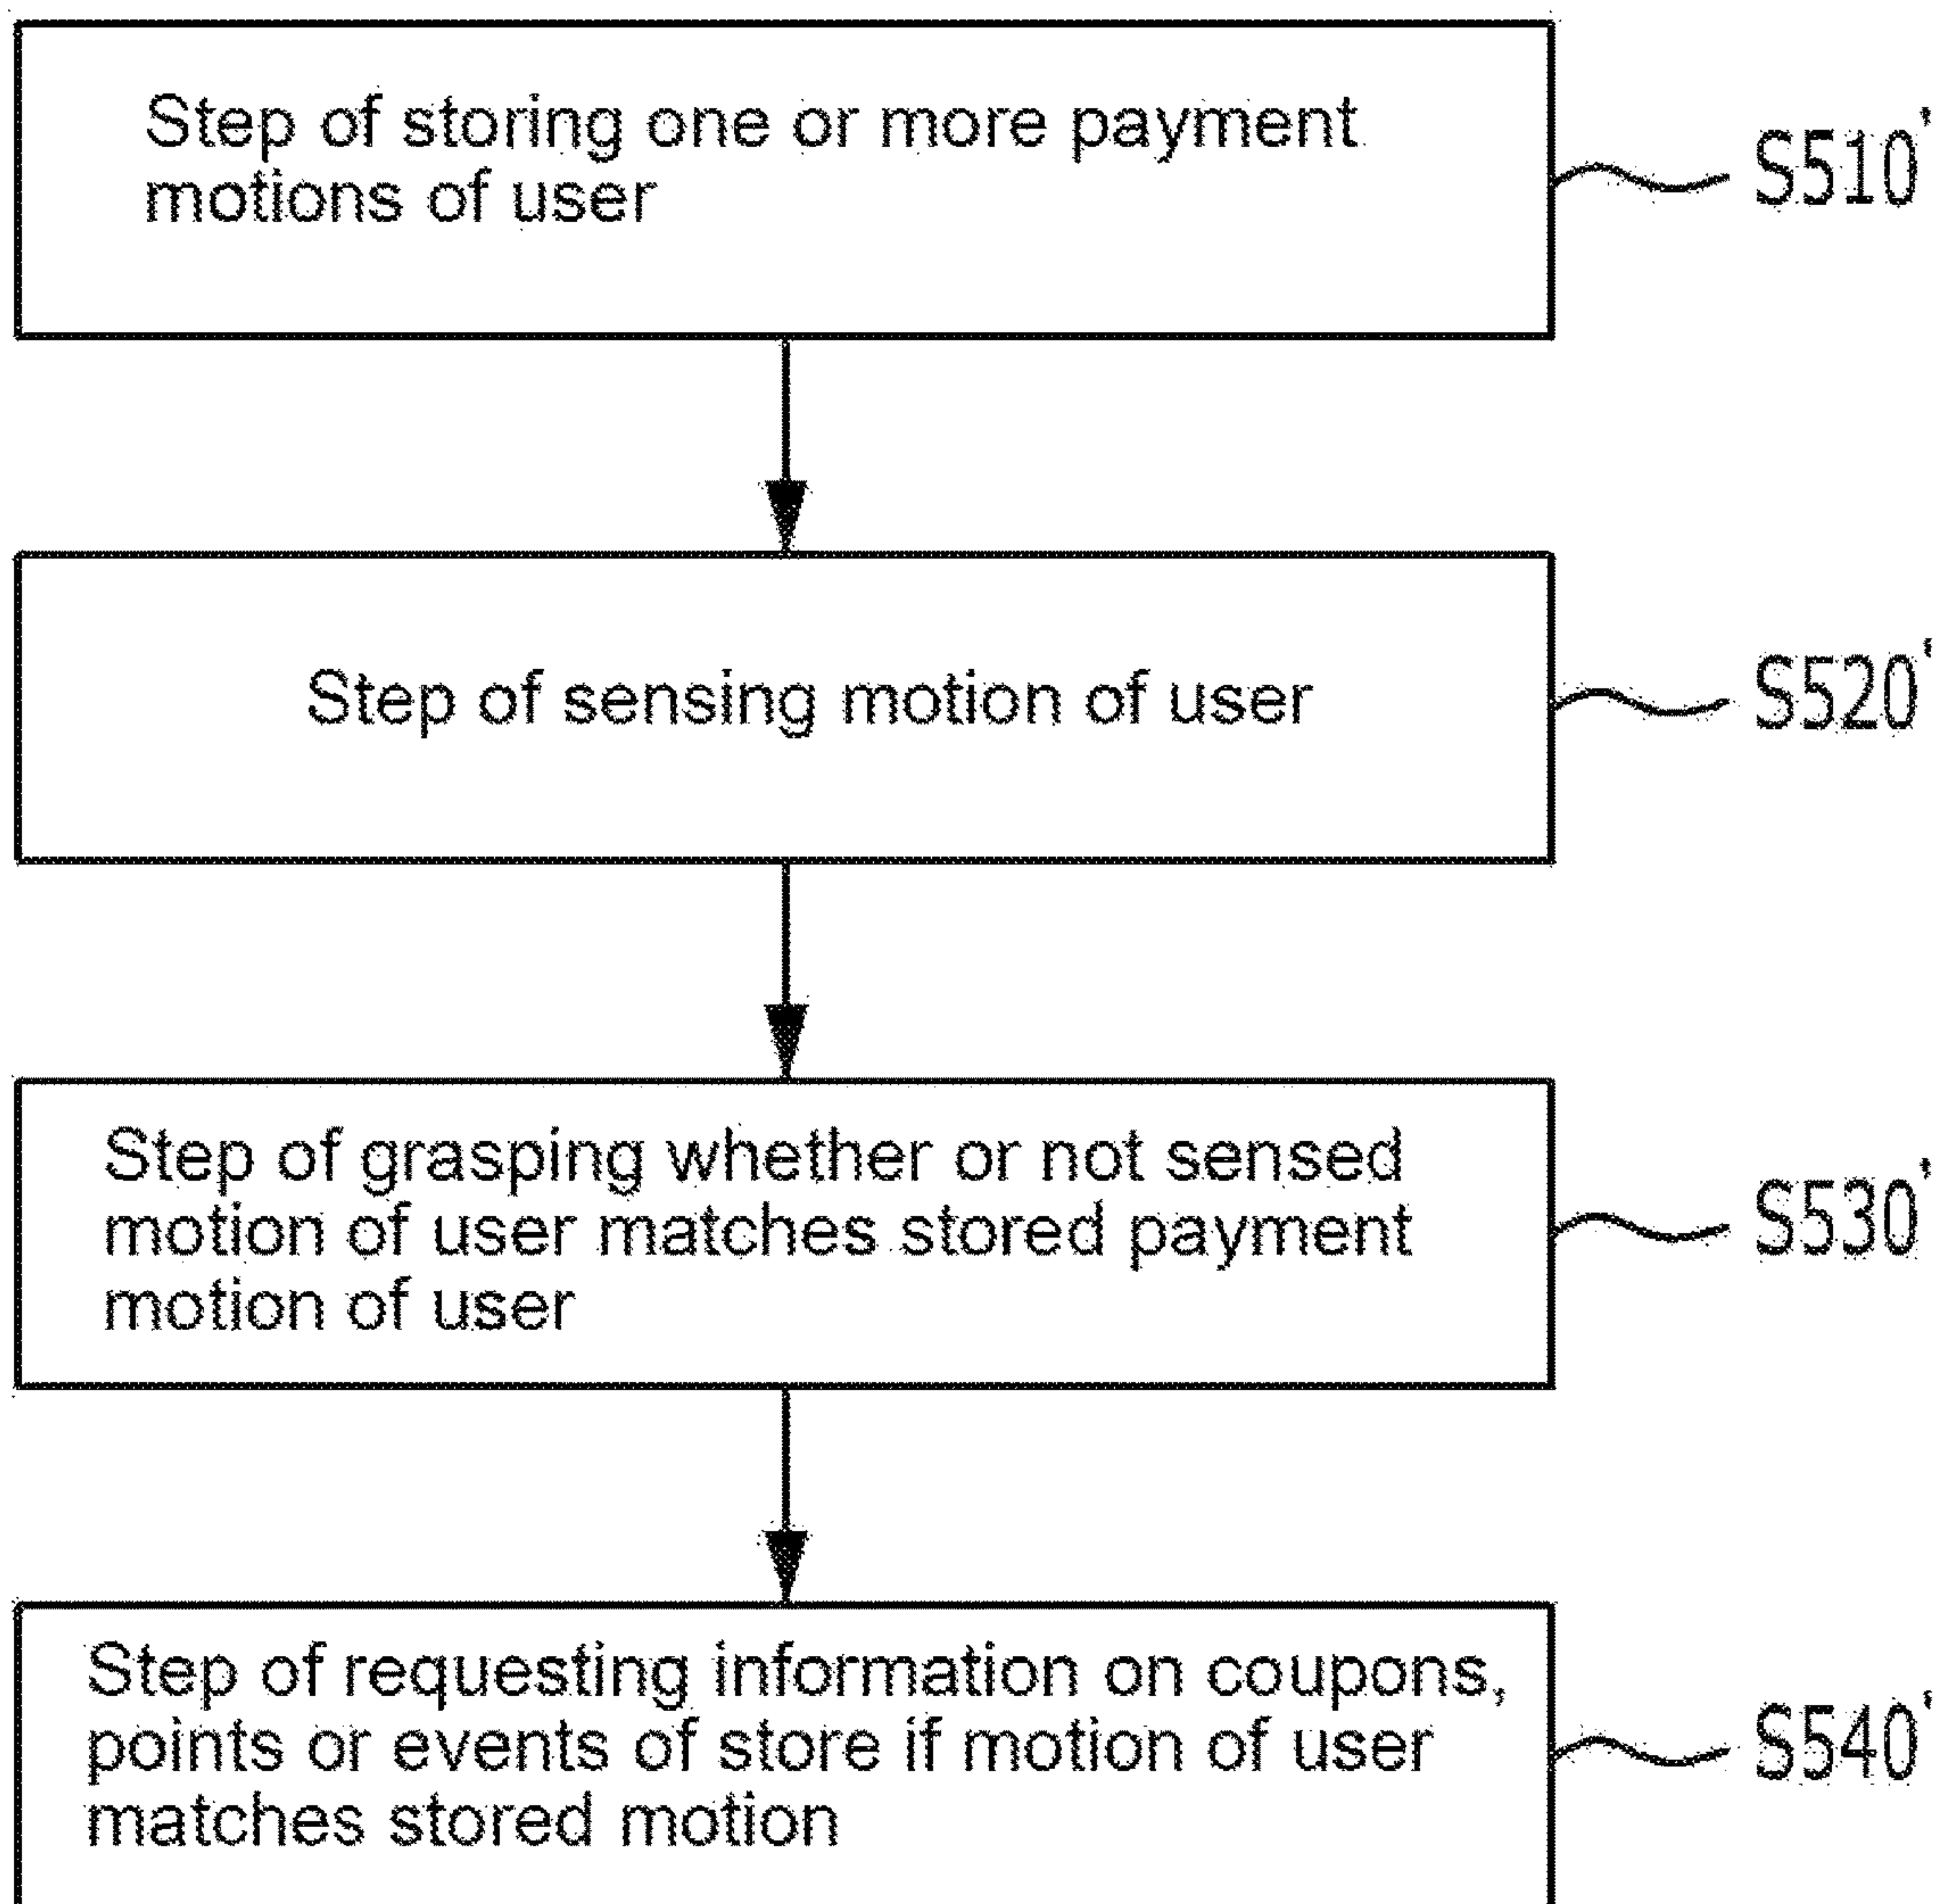 Step of storing one or more payment
motions of user
S510'
Step of sensing motion of user
S520'
Step of grasping whether or not sensed
motion of user matches stored payment
motion of user
S530'
Step of requesting information on coupons,
points or events of store if motion of user
matches stored motion
S540'